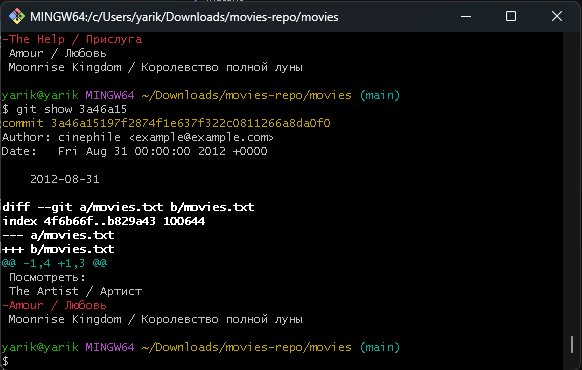 MINGW64:/c/Users/yarik/Downloads/movies-repo/movies
-The Help / Прислуга
Amour / Любовь
Moonrise Kingdom / Королевство полной луны
yarik@yarik MINGW64 ~/Downloads/movies-repo/movies (main)
$ git show 3a46a15
commit 3a46a15197f2874f1e637f322c0811266a8da0f0
Author: cinephile <example@example.com>
Date:   Fri Aug 31 00:00:00 2012 +0000
2012-08-31
diff --git a/movies.txt b/movies.txt
index 4f6b66f..b829a43 100644
--- a/movies.txt
+++ b/movies.txt
@@ -1,4 +1,3 @@
Посмотреть:
The Artist / Артист
-Amour / Любовь
Moonrise Kingdom / Королевство полной луны
yarik@yarik MINGW64 ~/Downloads/movies-repo/movies (main)
$